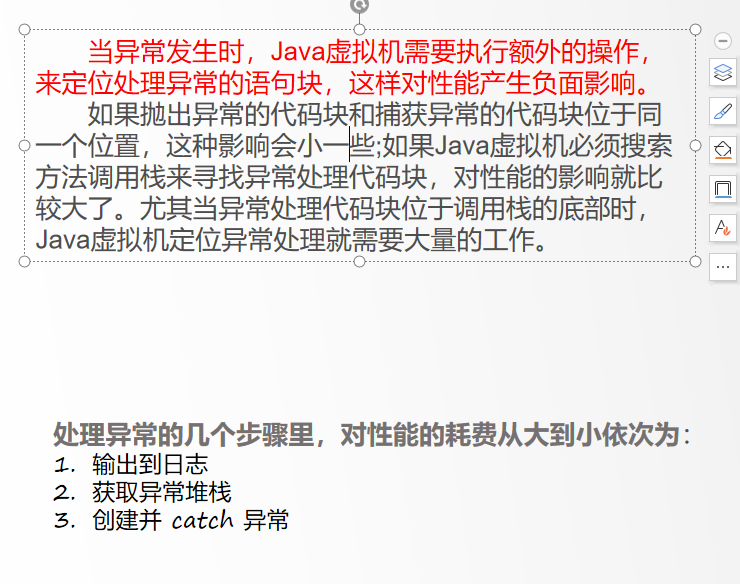 当异常发生时，Java虚拟机需要执行额外的操作，
来定位处理异常的语句块，这样对性能产生负面影响。
如果抛出异常的代码块和捕获异常的代码块位于同
一个位置，这种影响会小一些;如果Java虚拟机必须搜索
方法调用栈来寻找异常处理代码块，对性能的影响就比
较大了。尤其当异常处理代码块位于调用栈的底部时，
Java虚拟机定位异常处理就需要大量的工作。
处理异常的几个步骤里，对性能的耗费从大到小依次为：
1. 输出到日志
2. 获取异常堆栈
3. 创建并 catch 异常